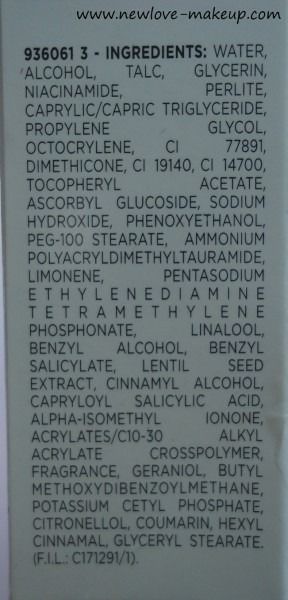 www.newlove-makeup.com
936061 3 - INGREDIENTS: WATER,
ALCOHOL, TALC, GLYCERIN,
NIACINAMIDE, PERLITE,
CAPRYLIC/CAPRIC TRIGLYCERIDE,
PROPYLENE GLYCOL,
OCTOCRYLENE, CI 77891,
DIMETHICONE, CI 19140, CI 14700,
TOCOPHERYL ACETATE,
ASCORBYL GLUCOSIDE, SODIUM
HYDROXIDE, PHENOXYETHANOL,
PEG-100 STEARATE, AMMONIUM
POLYACRYLDIMETHYLTAURAMIDE,
LIMONENE, PENTASODIUM
ETHYLENEDIAMINE
TETRAMETHYLENE
PHOSPHONATE, LINALOOL,
BENZYL ALCOHOL, BENZYL
SALICYLATE, LENTIL SEED
EXTRACT, CINNAMYL ALCOHOL,
CAPRYLOYL SALICYLIC ACID,
ALPHA-ISOMETHYL IONONE,
ACRYLATES/C10-30 ALKYL
ACRYLATE CROSSPOLYMER,
FRAGRANCE, GERANIOL, BUTYL
METHOXYDIBENZOYLMETHANE,
POTASSIUM CETYL PHOSPHATE,
CITRONELLOL, COUMARIN, HEXYL
CINNAMAL, GLYCERYL STEARATE.
(F.I.L.: C171291/1).